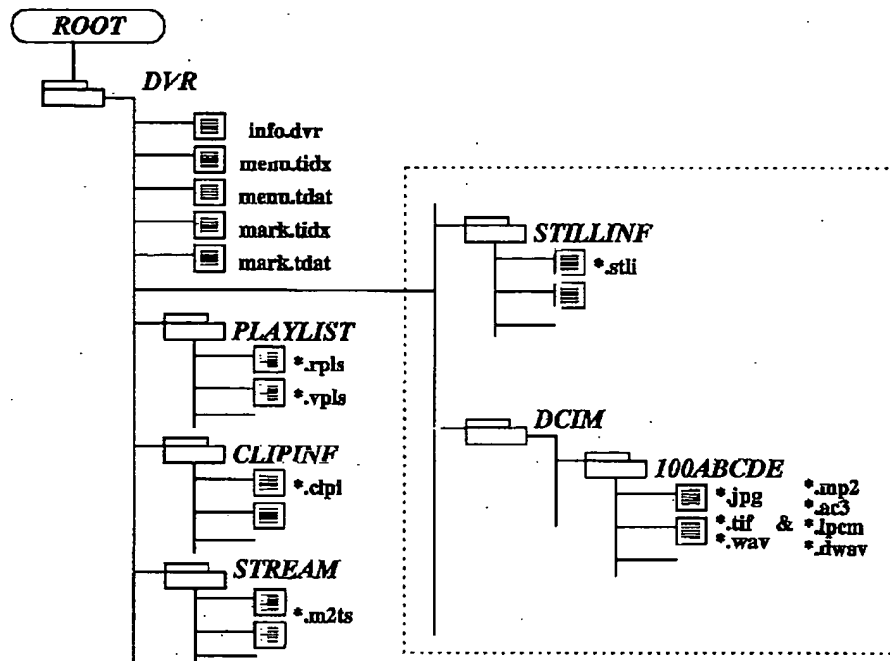 ROOT
DVR
info.dvr
menu.tidx
menu.tdat
mark.tidx
mark.tdat
PLAYLIST
*.rpls
*.vpls
CLIPINF
*.clpi
STREAM
*.m2ts
STILLINF
*.stli
DCIM
100ABCDE
*.jpg
*.tif & 
*.wav
*.mp2
*.ac3
*.lpcm
*.dwav